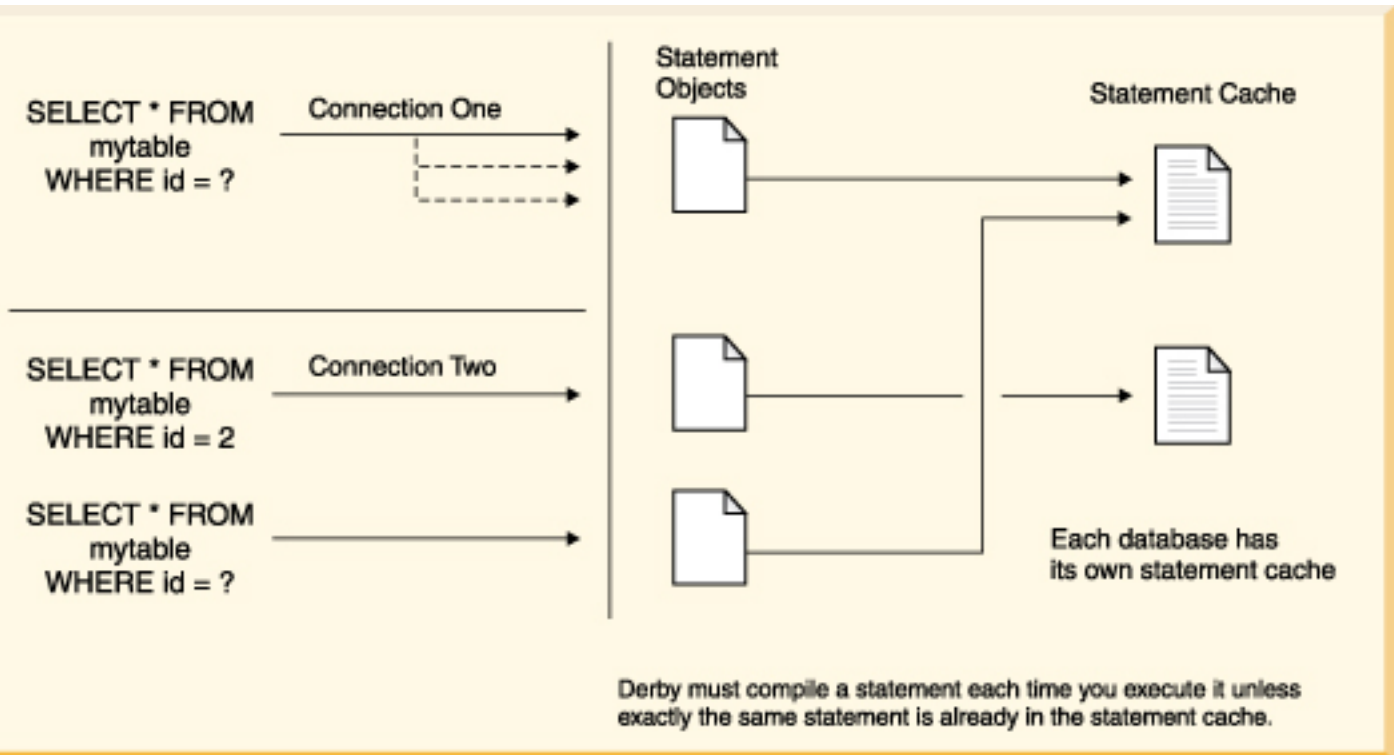 SELECT * FROM
mytable
WHERE id = ?
Connection One
Statement
Objects
Statement Cache
SELECT * FROM
mytable
WHERE id = 2
Connection Two
SELECT * FROM
mytable
WHERE id = ?
Each database has
its own statement cache
Derby must compile a statement each time you execute it unless
exactly the same statement is already in the statement cache.